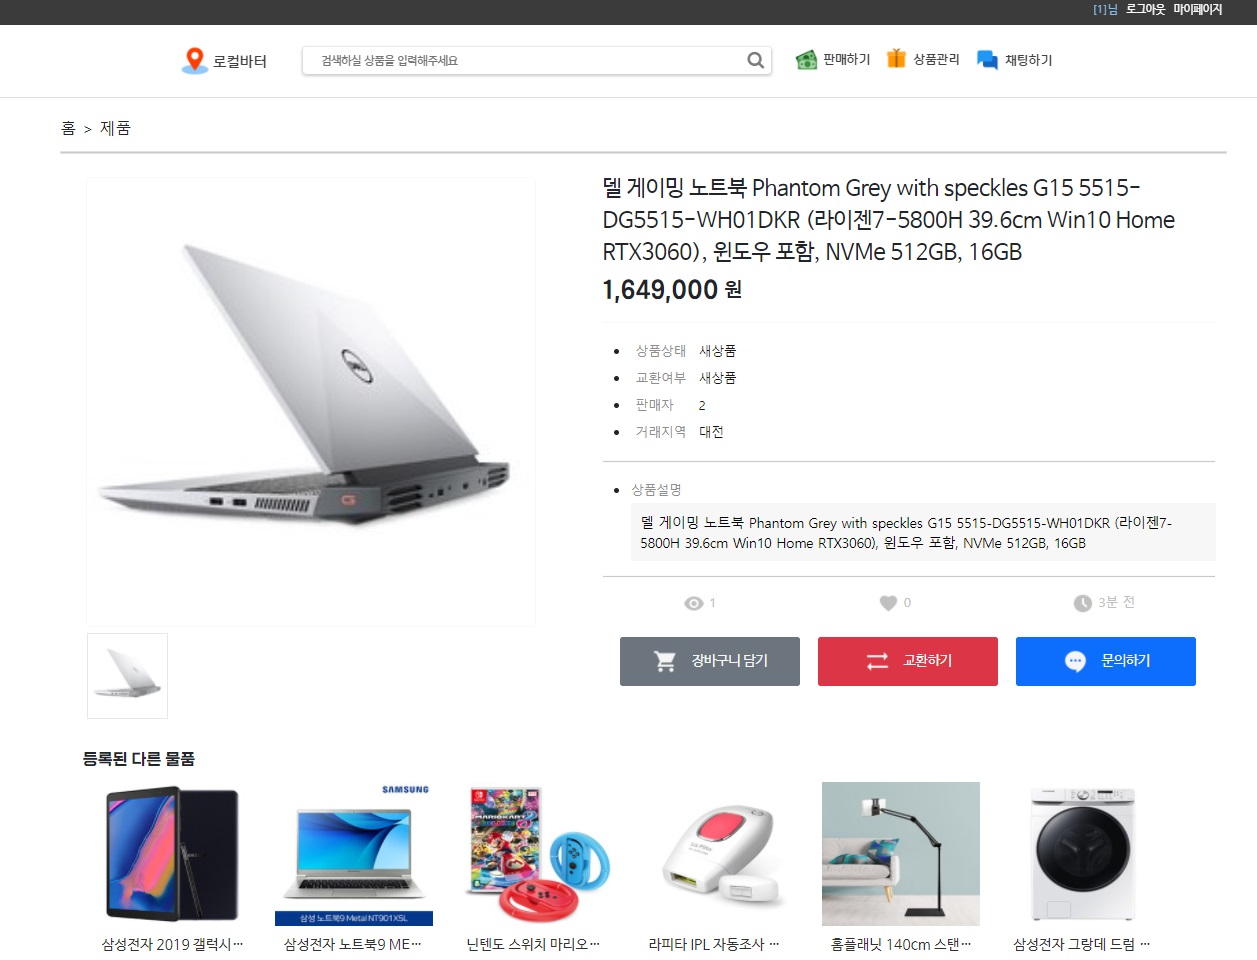 [1]님 로그아웃 마이페이지
로컬바터
검색하실 상품을 입력해주세요
판매하기 상품관리 채팅하기
홈 > 제품
델 게이밍 노트북 Phantom Grey with speckles G15 5515-
DG5515-WH01DKR (라이젠7-5800H 39.6cm Win10 Home
RTX3060), 윈도우 포함, NVMe 512GB, 16GB
1,649,000 원
상품상태 새상품
교환여부 새상품
판매자 2
거래지역 대전
상품설명
델 게이밍 노트북 Phantom Grey with speckles G15 5515-DG5515-WH01DKR (라이젠7-
5800H 39.6cm Win10 Home RTX3060), 윈도우 포함, NVMe 512GB, 16GB
1
0
3분 전
장바구니 담기
교환하기
문의하기
DELL
G
등록된 다른 물품
SAMSUNG
삼성 노트북9 Metal NT901X5L
MARIOKART
삼성전자 2019 갤럭시…
삼성전자 노트북9 ME…
닌텐도 스위치 마리오…
라피타 IPL 자동조사 …
홈플래닛 140cm 스탠…
삼성전자 그랑데 드럼 …